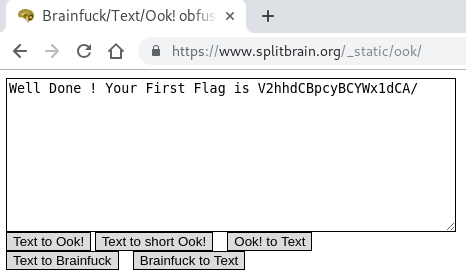 Brainfuck/Text/Ook! obfus
https://www.splitbrain.org/_static/ook/
Well Done ! Your First Flag is V2hhdCBpcyBCYWx1dCA/
Text to Ook! Text to short Ook! Ook! to Text
Text to Brainfuck Brainfuck to Text